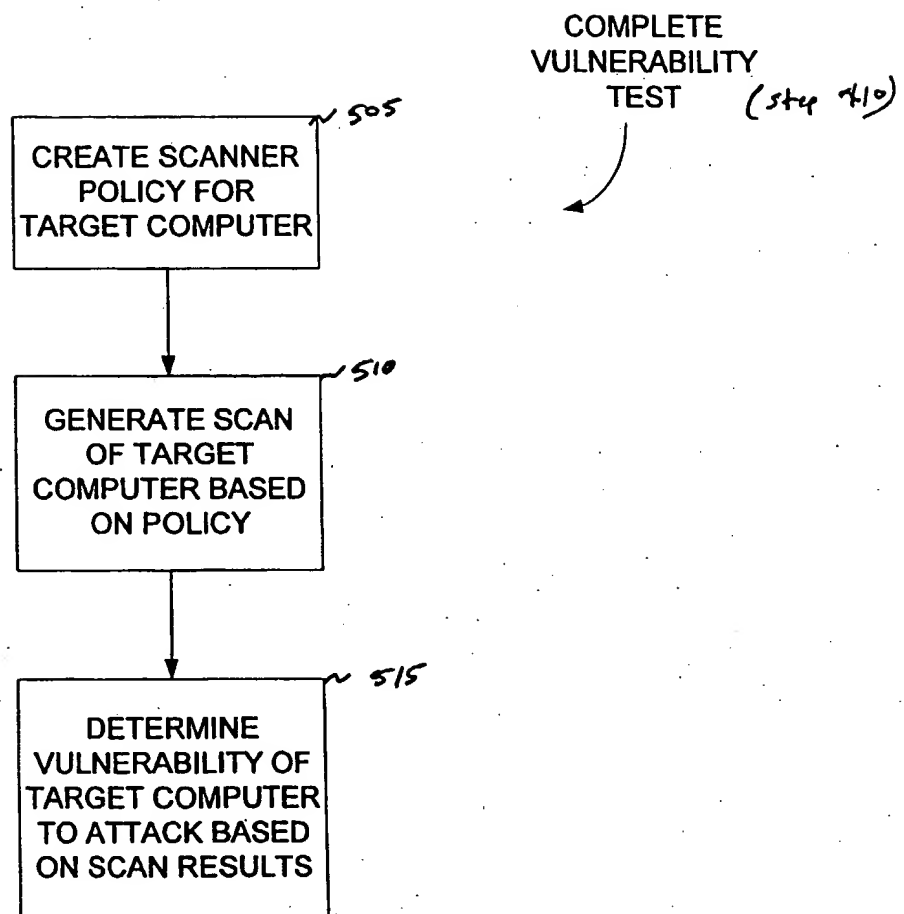 COMPLETE
VULNERABILITY
TEST (step 410)
505
CREATE SCANNER
POLICY FOR
TARGET COMPUTER
510
GENERATE SCAN
OF TARGET
COMPUTER BASED
ON POLICY
515
DETERMINE
VULNERABILITY OF
TARGET COMPUTER
TO ATTACK BASED
ON SCAN RESULTS